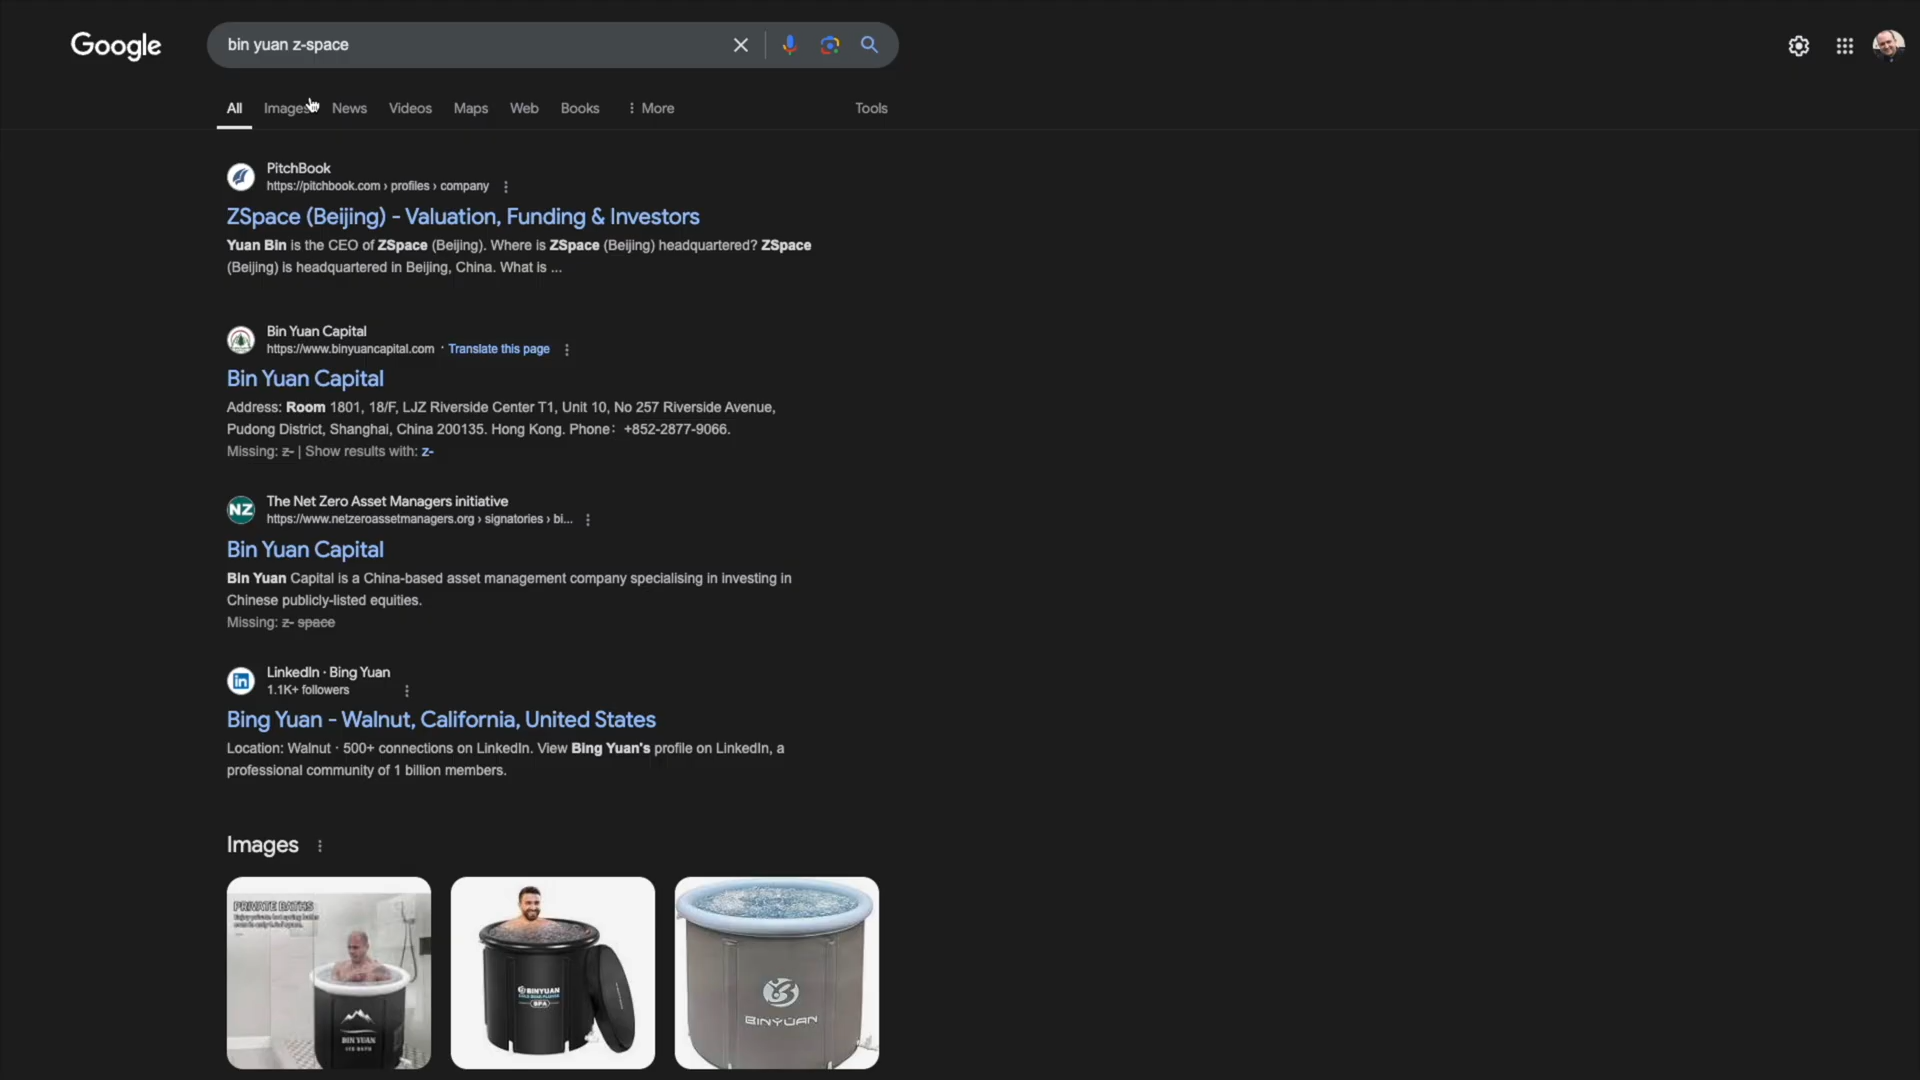 Google
bin yuan z-space
All
Images
News
Videos
Maps
Web
Books
More
Tools
PitchBook
https://pitchbook.com › profiles › company
ZSpace (Beijing) - Valuation, Funding & Investors
Yuan Bin is the CEO of ZSpace (Beijing). Where is ZSpace (Beijing) headquartered? ZSpace
(Beijing) is headquartered in Beijing, China. What is ...
Bin Yuan Capital
https://www.binyuancapital.com · Translate this page
Bin Yuan Capital
Address: Room 1801, 18/F, LJZ Riverside Center T1, Unit 10, No 257 Riverside Avenue,
Pudong District, Shanghai, China 200135. Hong Kong. Phone： +852-2877-9066.
Missing: z- | Show results with: z-
NZ
The Net Zero Asset Managers initiative
https://www.netzeroassetmanagers.org › signatories › bi...
Bin Yuan Capital
Bin Yuan Capital is a China-based asset management company specialising in investing in
Chinese publicly-listed equities.
Missing: z- space
in
LinkedIn · Bing Yuan
1.1K+ followers
Bing Yuan - Walnut, California, United States
Location: Walnut · 500+ connections on LinkedIn. View Bing Yuan's profile on LinkedIn, a
professional community of 1 billion members.
Images
PRIVATE BATHS
BIN YUAN
ICE BATH
BINYUAN
SPA
BINYUAN